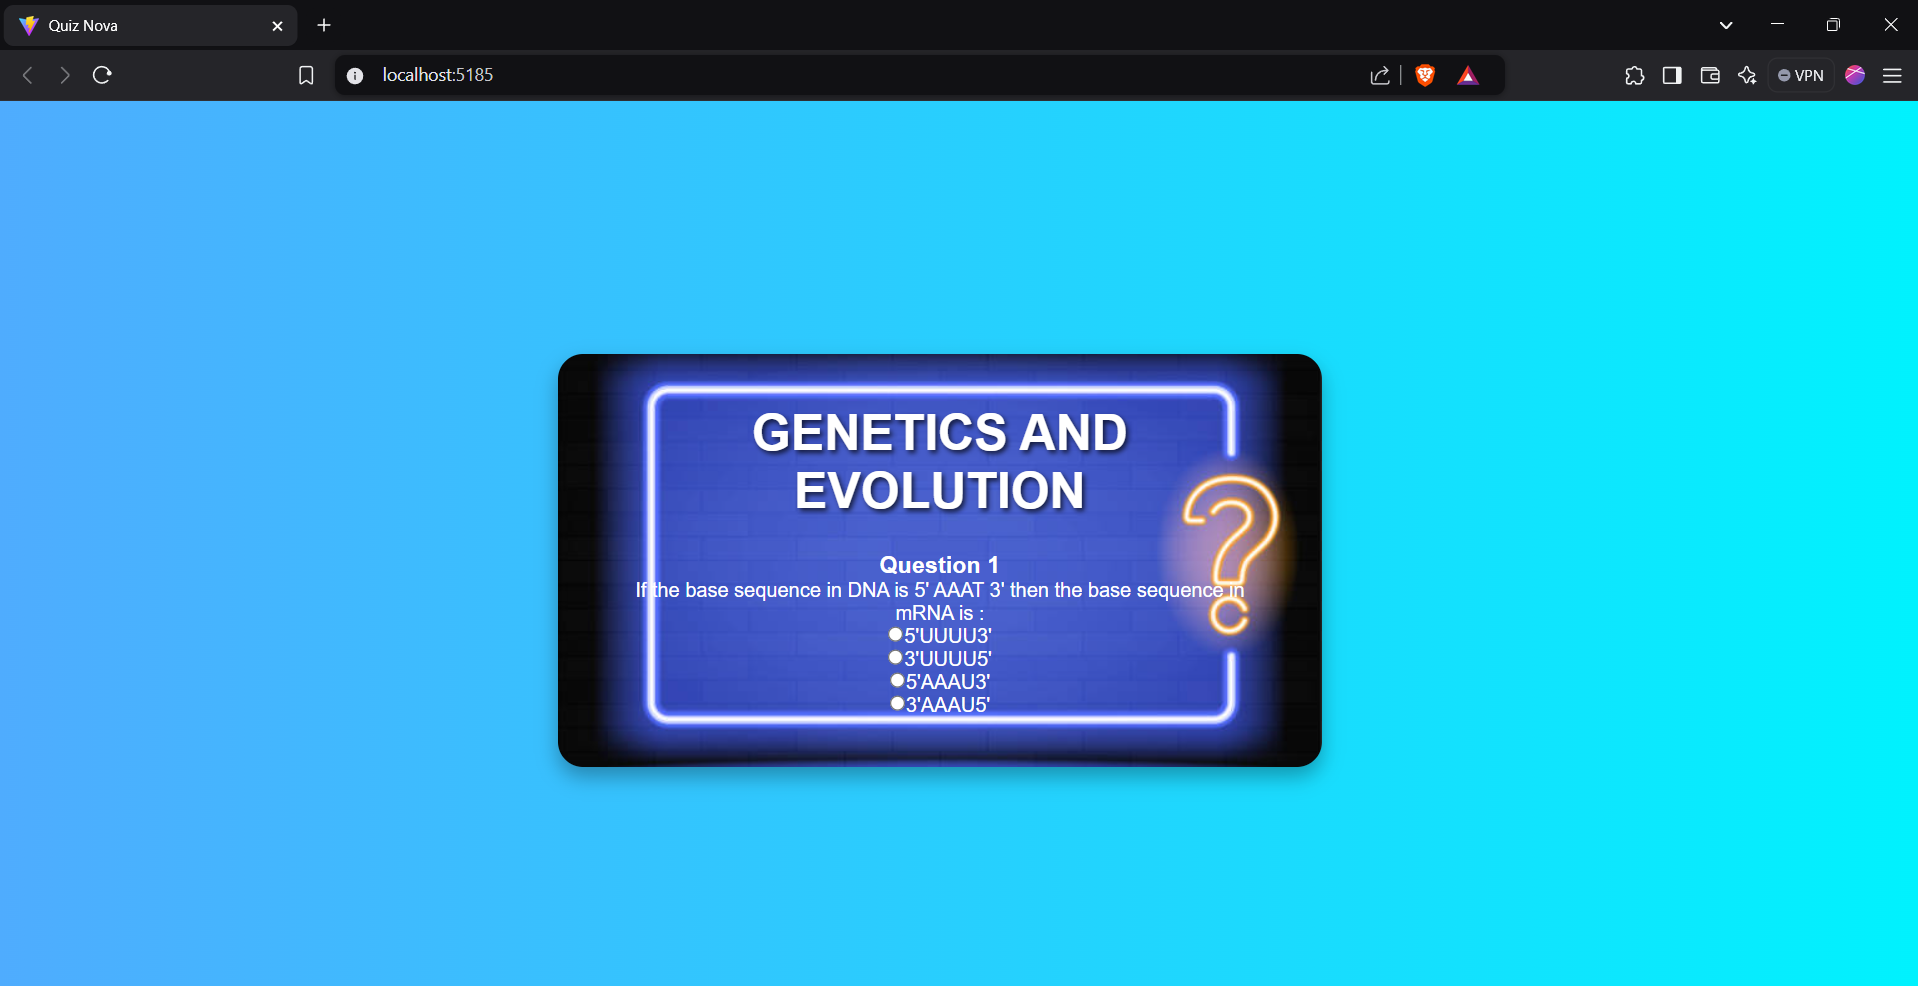 Quiz Nova
localhost:5185
VPN
GENETICS AND
EVOLUTION
Question 1
If the base sequence in DNA is 5' AAAT 3' then the base sequence in
mRNA is :
5'UUUU3'
3'UUUU5'
5'AAAU3'
3'AAAU5'